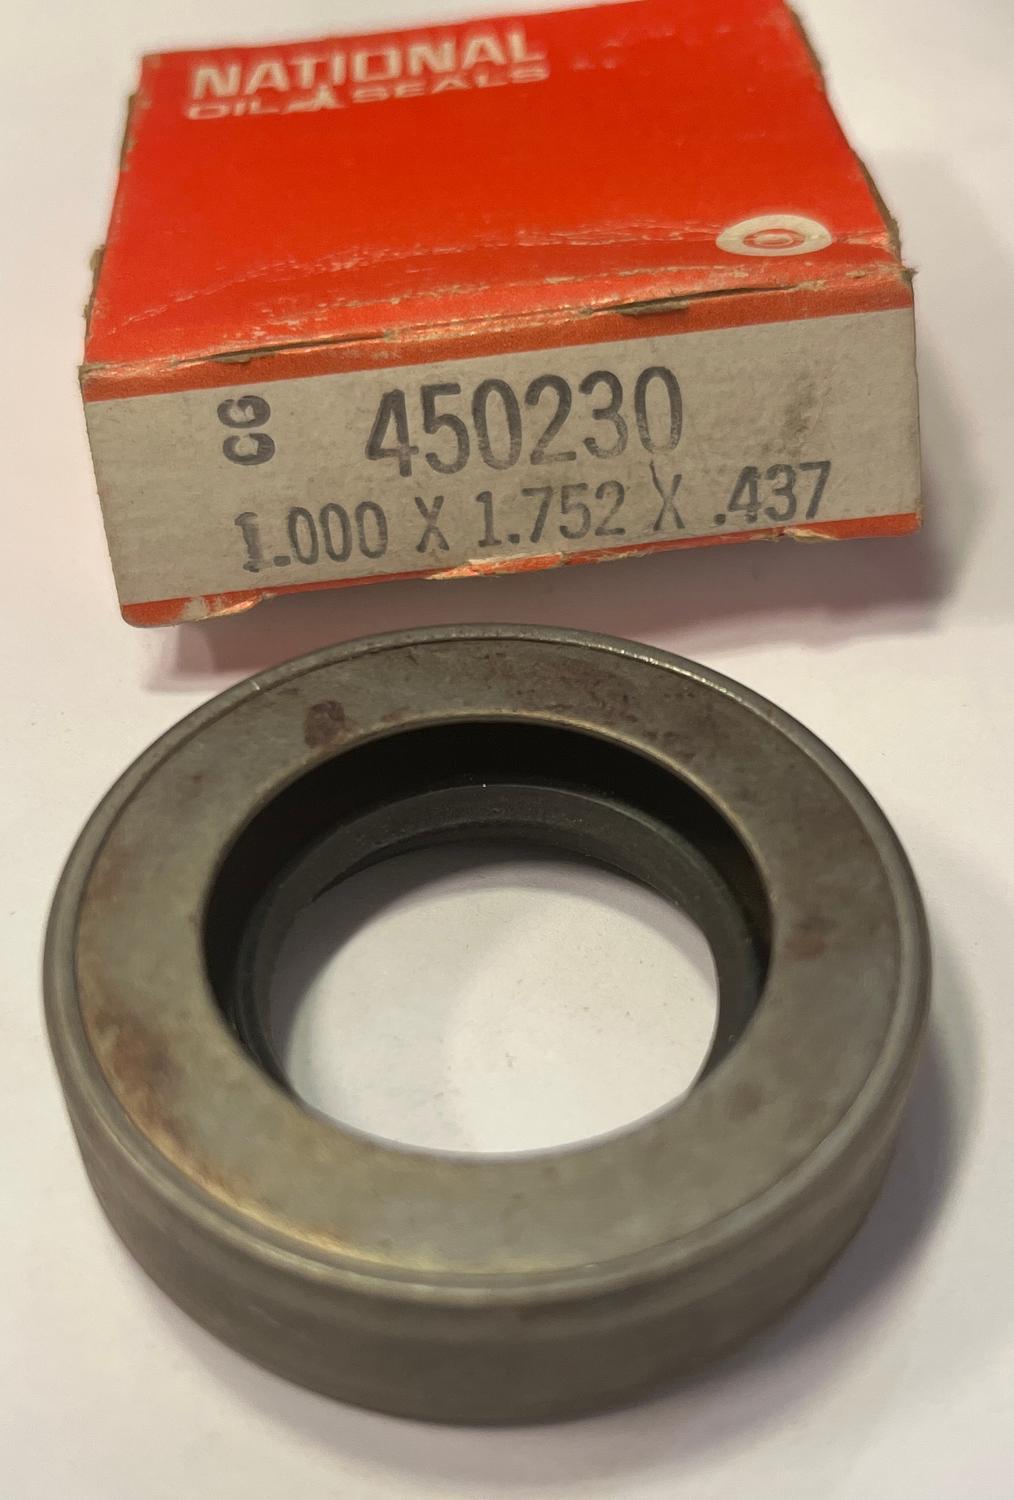 NATIONAL
OIL SEALS
CG 450230
1.000 X 1.752 X .437